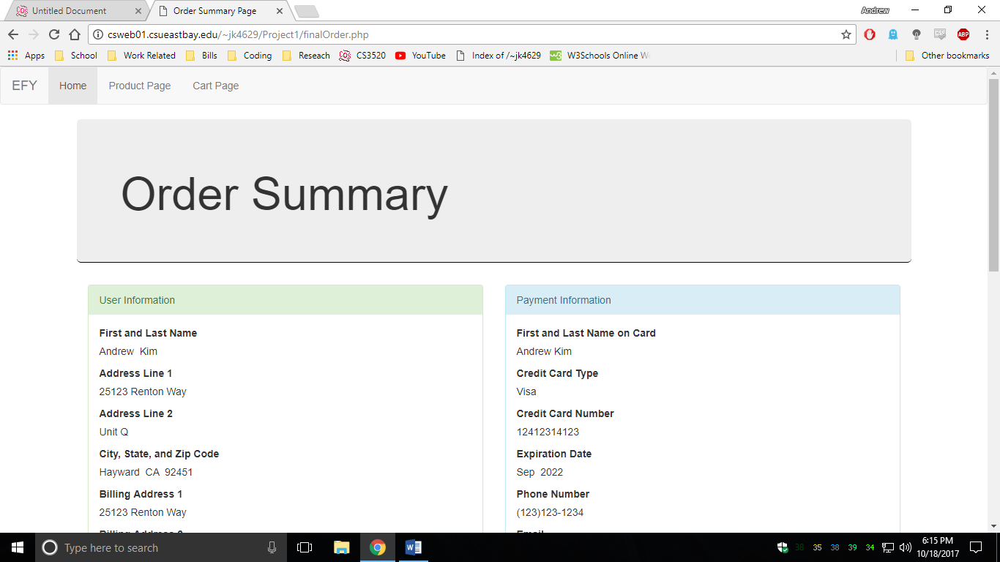 Untitled Document
Order Summary Page
Andrew
csweb01.csueastbay.edu/~jk4629/Project1/finalOrder.php
Apps School Work Related Bills Coding Reseach CS3520 YouTube Index of /~jk4629 W3Schools Online Other bookmarks
EFY Home Product Page Cart Page
Order Summary
User Information
First and Last Name
Andrew Kim
Address Line 1
25123 Renton Way
Address Line 2
Unit Q
City, State, and Zip Code
Hayward CA 92451
Billing Address 1
25123 Renton Way
Payment Information
First and Last Name on Card
Andrew Kim
Credit Card Type
Visa
Credit Card Number
12412314123
Expiration Date
Sep 2022
Phone Number
(123)123-1234
Type here to search
38 35 38 39 34
6:15 PM
10/18/2017